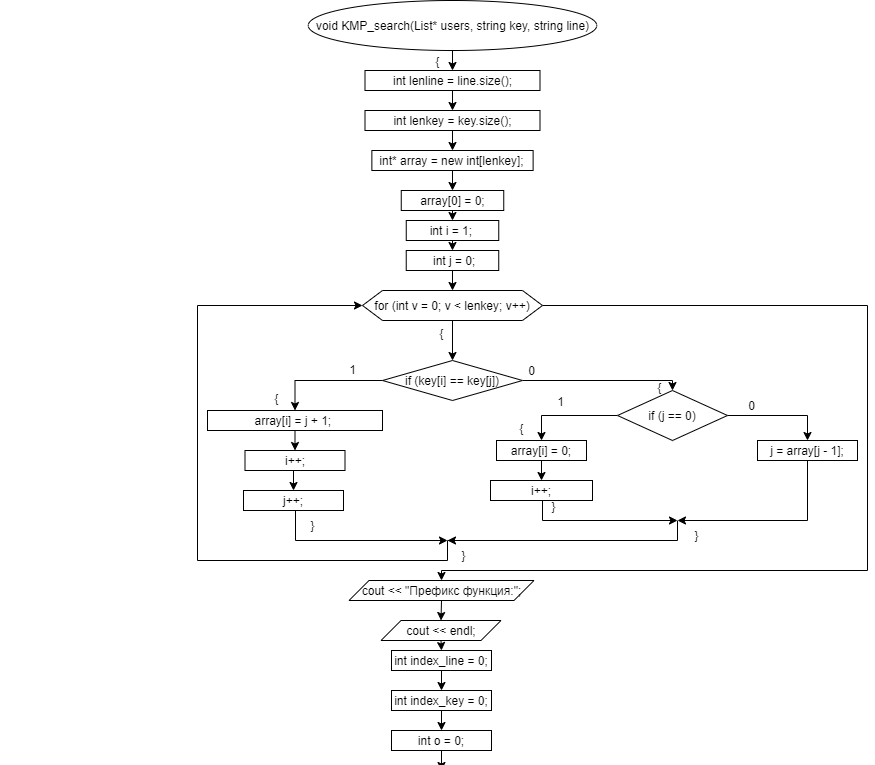 void KMP_search(List* users, string key, string line)
{
int lenline = line.size();
int lenkey = key.size();
int* array = new int[lenkey];
array[0] = 0;
int i = 1;
int j = 0;
for (int v = 0; v < lenkey; v++)
{
if (key[i] == key[j])
1
0
{
array[i] = j + 1;
i++;
j++;
}
{
if (j == 0)
1
0
{
array[i] = 0;
i++;
}
j = array[j - 1];
}
}
cout << "Префикс функция:";
cout << endl;
int index_line = 0;
int index_key = 0;
int o = 0;